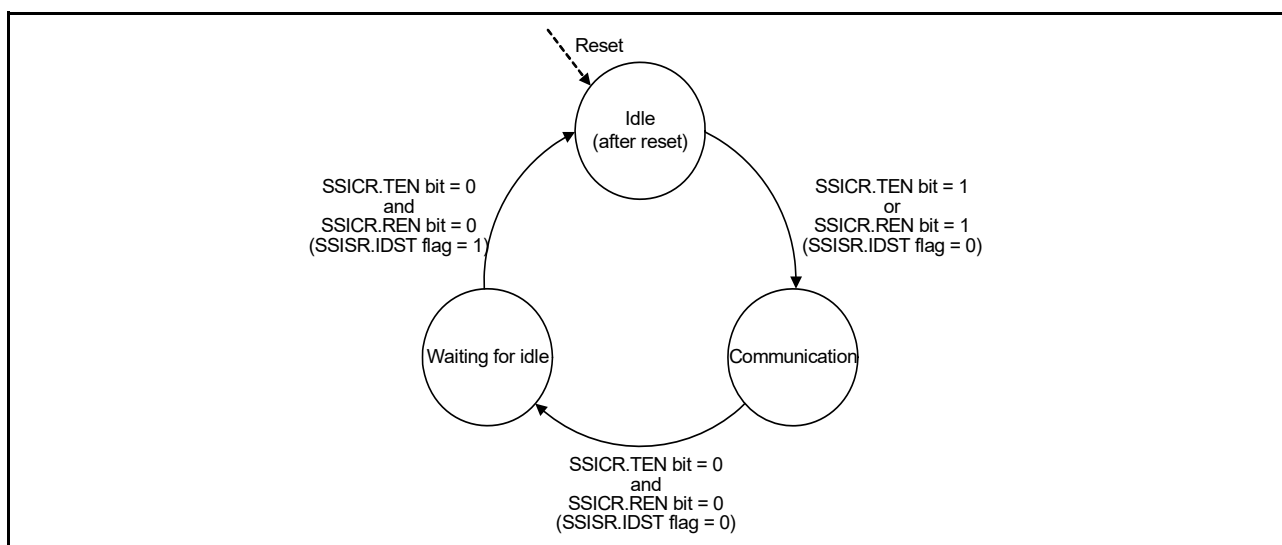 Reset
Idle
(after reset)
SSICR.TEN bit = 0
and
SSICR.REN bit = 0
(SSISR.IDST flag = 1)
SSICR.TEN bit = 1
or
SSICR.REN bit = 1
(SSISR.IDST flag = 0)
Waiting for idle
Communication
SSICR.TEN bit = 0
and
SSICR.REN bit = 0
(SSISR.IDST flag = 0)